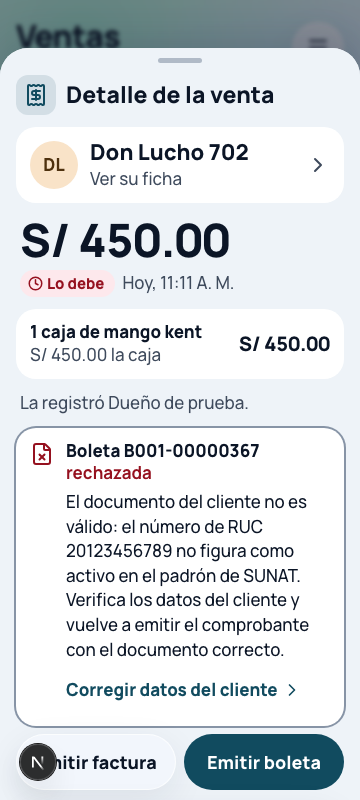 Ventas
Detalle de la venta
DL
Don Lucho 702
Ver su ficha
S/ 450.00
Lo debe
Hoy, 11:11 A. M.
1 caja de mango kent
S/ 450.00 la caja
S/ 450.00
La registró Dueño de prueba.
Boleta B001-00000367
rechazada
El documento del cliente no es
válido: el número de RUC
20123456789 no figura como
activo en el padrón de SUNAT.
Verifica los datos del cliente y
vuelve a emitir el comprobante
con el documento correcto.
Corregir datos del cliente
N
mitir factura
Emitir boleta